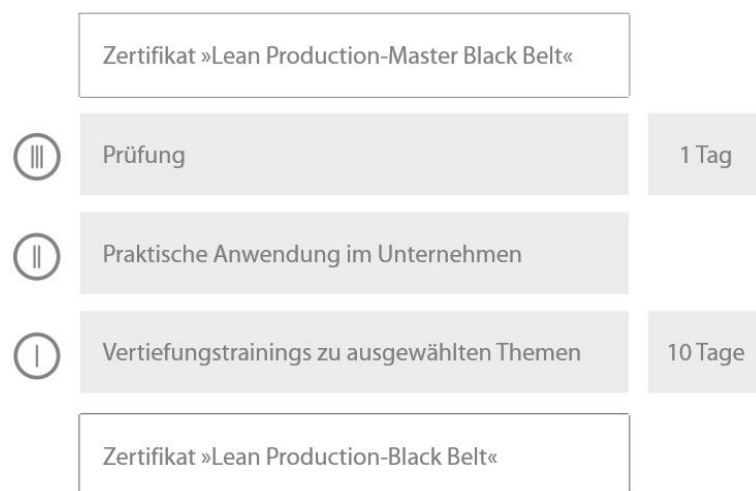 Zertifikat »Lean Production-Master Black Belt«
III Prüfung 1 Tag
II Praktische Anwendung im Unternehmen
I Vertiefungstrainings zu ausgewählten Themen 10 Tage
Zertifikat »Lean Production-Black Belt«